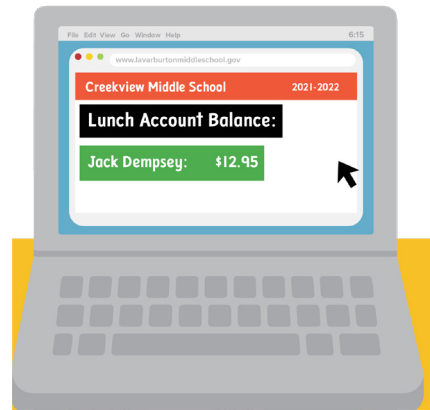 File Edit View Go Window Help 6:15
www.lavarburtonmiddleschool.gov
Creekview Middle School 2021-2022
Lunch Account Balance:
Jack Dempsey: $12.95